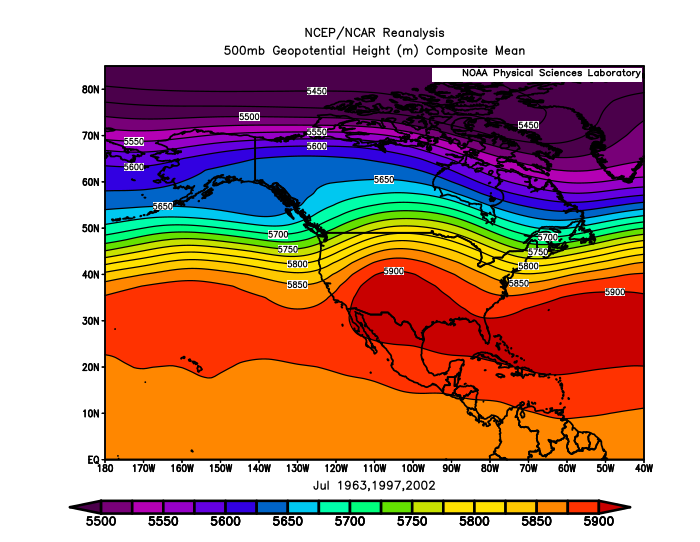 NCEP/NCAR Reanalysis
500mb Geopotential Height (m) Composite Mean
NOAA Physical Sciences Laboratory
80N
5450
5500
5450
70N
5550
5550
5600
5600
60N
5650
5650
50N
5700
5700
5750
5750
5800
5800
40N
5900
5850
5850
5900
30N
20N
10N
EQ
180 170W 160W 150W 140W 130W 120W 110W 100W 90W 80W 70W 60W 50W 40W
Jul 1963,1997,2002
5500 5550 5600 5650 5700 5750 5800 5850 5900